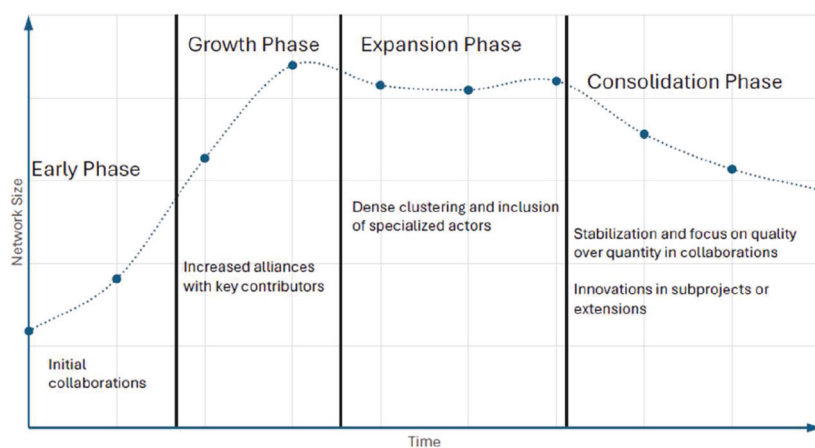 Growth Phase
Expansion Phase
Consolidation Phase
Early Phase
Network Size
Dense clustering and inclusion
of specialized actors
Stabilization and focus on quality
over quantity in collaborations
Increased alliances
with key contributors
Innovations in subprojects or
extensions
Initial
collaborations
Time